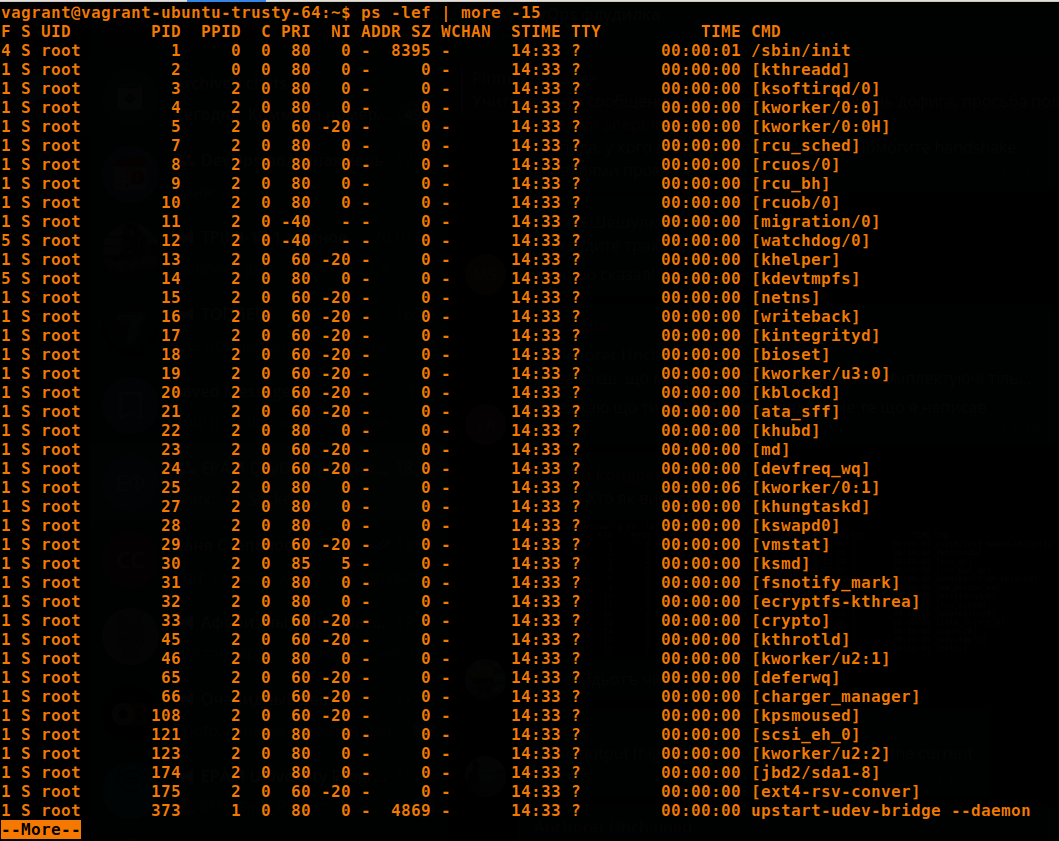 vagrant@vagrant-ubuntu-trusty-64:~$ ps -lef | more -15
F S UID        PID  PPID  C PRI  NI ADDR SZ WCHAN  STIME TTY          TIME CMD
4 S root         1     0  0  80   0 -  8395 -      14:33 ?        00:00:01 /sbin/init
1 S root         2     0  0  80   0 -     0 -      14:33 ?        00:00:00 [kthreadd]
1 S root         3     2  0  80   0 -     0 -      14:33 ?        00:00:00 [ksoftirqd/0]
1 S root         4     2  0  80   0 -     0 -      14:33 ?        00:00:00 [kworker/0:0]
1 S root         5     2  0  60 -20 -     0 -      14:33 ?        00:00:00 [kworker/0:0H]
1 S root         7     2  0  80   0 -     0 -      14:33 ?        00:00:00 [rcu_sched]
1 S root         8     2  0  80   0 -     0 -      14:33 ?        00:00:00 [rcuos/0]
1 S root         9     2  0  80   0 -     0 -      14:33 ?        00:00:00 [rcu_bh]
1 S root        10     2  0  80   0 -     0 -      14:33 ?        00:00:00 [rcuob/0]
1 S root        11     2  0 -40   - -     0 -      14:33 ?        00:00:00 [migration/0]
5 S root        12     2  0 -40   - -     0 -      14:33 ?        00:00:00 [watchdog/0]
1 S root        13     2  0  60 -20 -     0 -      14:33 ?        00:00:00 [khelper]
5 S root        14     2  0  80   0 -     0 -      14:33 ?        00:00:00 [kdevtmpfs]
1 S root        15     2  0  60 -20 -     0 -      14:33 ?        00:00:00 [netns]
1 S root        16     2  0  60 -20 -     0 -      14:33 ?        00:00:00 [writeback]
1 S root        17     2  0  60 -20 -     0 -      14:33 ?        00:00:00 [kintegrityd]
1 S root        18     2  0  60 -20 -     0 -      14:33 ?        00:00:00 [bioset]
1 S root        19     2  0  60 -20 -     0 -      14:33 ?        00:00:00 [kworker/u3:0]
1 S root        20     2  0  60 -20 -     0 -      14:33 ?        00:00:00 [kblockd]
1 S root        21     2  0  60 -20 -     0 -      14:33 ?        00:00:00 [ata_sff]
1 S root        22     2  0  80   0 -     0 -      14:33 ?        00:00:00 [khubd]
1 S root        23     2  0  60 -20 -     0 -      14:33 ?        00:00:00 [md]
1 S root        24     2  0  60 -20 -     0 -      14:33 ?        00:00:00 [devfreq_wq]
1 S root        25     2  0  80   0 -     0 -      14:33 ?        00:00:06 [kworker/0:1]
1 S root        27     2  0  80   0 -     0 -      14:33 ?        00:00:00 [khungtaskd]
1 S root        28     2  0  80   0 -     0 -      14:33 ?        00:00:00 [kswapd0]
1 S root        29     2  0  60 -20 -     0 -      14:33 ?        00:00:00 [vmstat]
1 S root        30     2  0  85   5 -     0 -      14:33 ?        00:00:00 [ksmd]
1 S root        31     2  0  80   0 -     0 -      14:33 ?        00:00:00 [fsnotify_mark]
1 S root        32     2  0  80   0 -     0 -      14:33 ?        00:00:00 [ecryptfs-kthrea]
1 S root        33     2  0  60 -20 -     0 -      14:33 ?        00:00:00 [crypto]
1 S root        45     2  0  60 -20 -     0 -      14:33 ?        00:00:00 [kthrotld]
1 S root        46     2  0  80   0 -     0 -      14:33 ?        00:00:00 [kworker/u2:1]
1 S root        65     2  0  60 -20 -     0 -      14:33 ?        00:00:00 [deferwq]
1 S root        66     2  0  60 -20 -     0 -      14:33 ?        00:00:00 [charger_manager]
1 S root       108     2  0  60 -20 -     0 -      14:33 ?        00:00:00 [kpsmoused]
1 S root       121     2  0  80   0 -     0 -      14:33 ?        00:00:00 [scsi_eh_0]
1 S root       123     2  0  80   0 -     0 -      14:33 ?        00:00:00 [kworker/u2:2]
1 S root       174     2  0  80   0 -     0 -      14:33 ?        00:00:00 [jbd2/sda1-8]
1 S root       175     2  0  60 -20 -     0 -      14:33 ?        00:00:00 [ext4-rsv-conver]
1 S root       373     1  0  80   0 -  4869 -      14:33 ?        00:00:00 upstart-udev-bridge --daemon
--More--